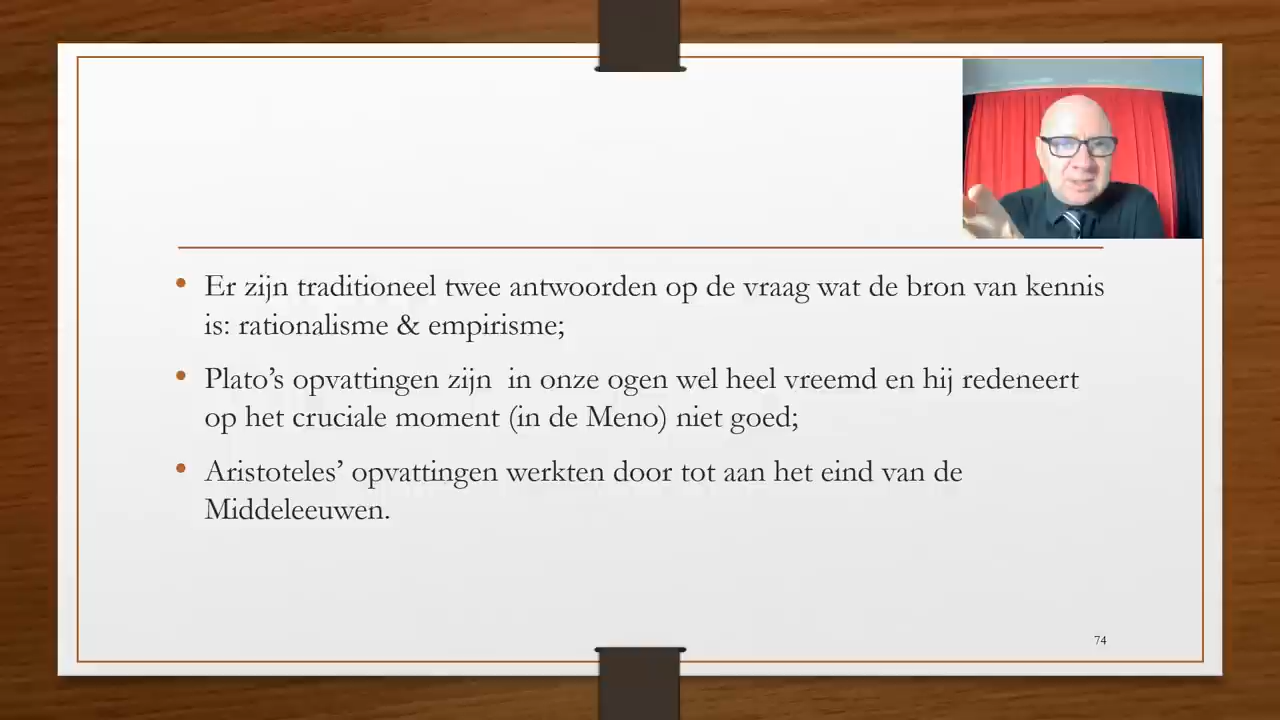 • Er zijn traditioneel twee antwoorden op de vraag wat de bron van kennis
is: rationalisme & empirisme;
• Plato’s opvattingen zijn  in onze ogen wel heel vreemd en hij redeneert
op het cruciale moment (in de Meno) niet goed;
• Aristoteles’ opvattingen werkten door tot aan het eind van de
Middeleeuwen.
74